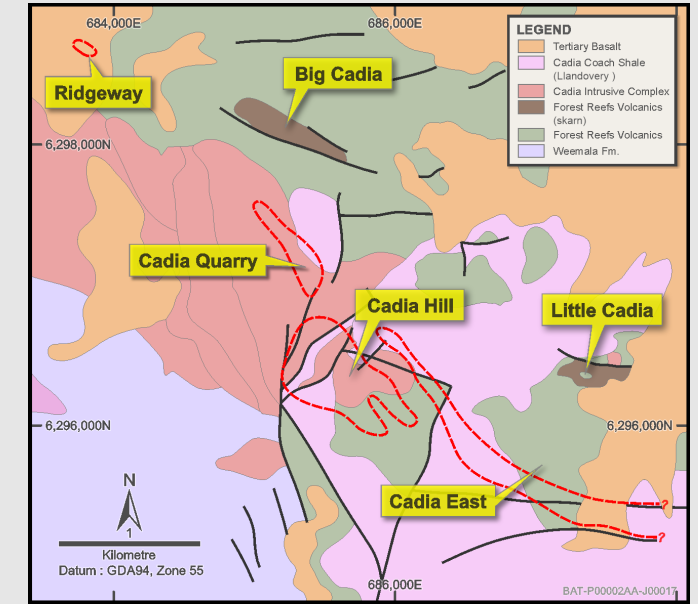 684,000E
686,000E
LEGEND
Tertiary Basalt
Cadia Coach Shale
(Llandovery )
Cadia Intrusive Complex
Forest Reefs Volcanics
(skarn)
Forest Reefs Volcanics
Weemala Fm.
Ridgeway
Big Cadia
6,298,000N
Cadia Quarry
Cadia Hill
Little Cadia
6,296,000N
6,296,000N
N
1
Kilometre
Datum : GDA94, Zone 55
Cadia East
?
?
686,000E
BAT-P00002AA-J00017